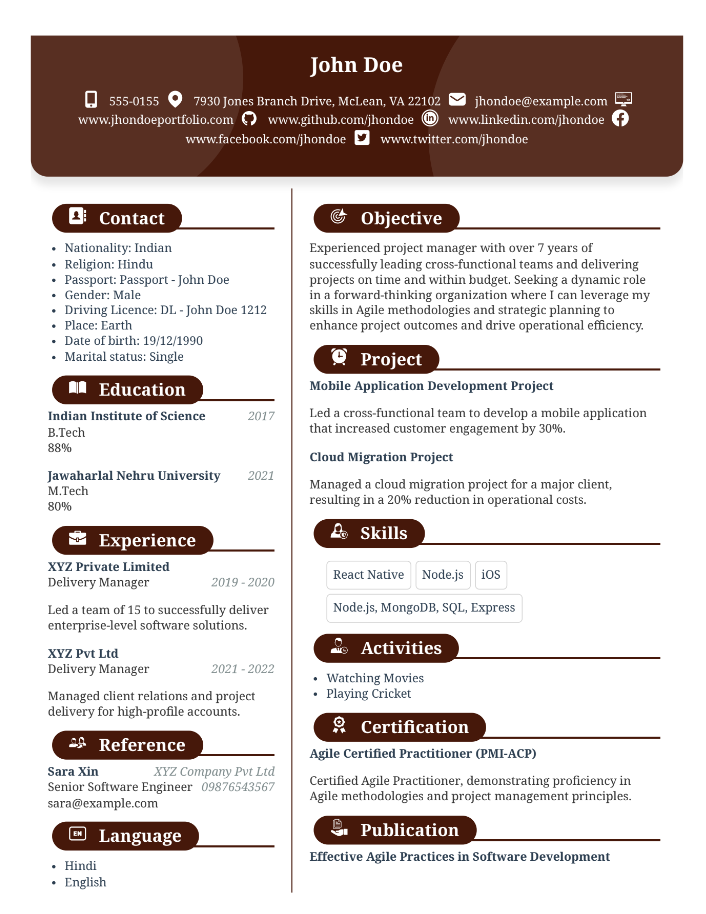 John Doe
555-0155 7930 Jones Branch Drive, McLean, VA 22102 jhondoe@example.com
www.jhondoeportfolio.com www.github.com/jhondoe www.linkedin.com/jhondoe
www.facebook.com/jhondoe www.twitter.com/jhondoe
Contact
• Nationality: Indian
• Religion: Hindu
• Passport: Passport - John Doe
• Gender: Male
• Driving Licence: DL - John Doe 1212
• Place: Earth
• Date of birth: 19/12/1990
• Marital status: Single
Education
Indian Institute of Science 2017
B.Tech
88%
Jawaharlal Nehru University 2021
M.Tech
80%
Experience
XYZ Private Limited
Delivery Manager 2019 - 2020
Led a team of 15 to successfully deliver
enterprise-level software solutions.
XYZ Pvt Ltd
Delivery Manager 2021 - 2022
Managed client relations and project
delivery for high-profile accounts.
Reference
Sara Xin XYZ Company Pvt Ltd
Senior Software Engineer 09876543567
sara@example.com
EN Language
• Hindi
• English
Objective
Experienced project manager with over 7 years of
successfully leading cross-functional teams and delivering
projects on time and within budget. Seeking a dynamic role
in a forward-thinking organization where I can leverage my
skills in Agile methodologies and strategic planning to
enhance project outcomes and drive operational efficiency.
Project
Mobile Application Development Project
Led a cross-functional team to develop a mobile application
that increased customer engagement by 30%.
Cloud Migration Project
Managed a cloud migration project for a major client,
resulting in a 20% reduction in operational costs.
Skills
React Native Node.js iOS
Node.js, MongoDB, SQL, Express
Activities
• Watching Movies
• Playing Cricket
Certification
Agile Certified Practitioner (PMI-ACP)
Certified Agile Practitioner, demonstrating proficiency in
Agile methodologies and project management principles.
Publication
Effective Agile Practices in Software Development